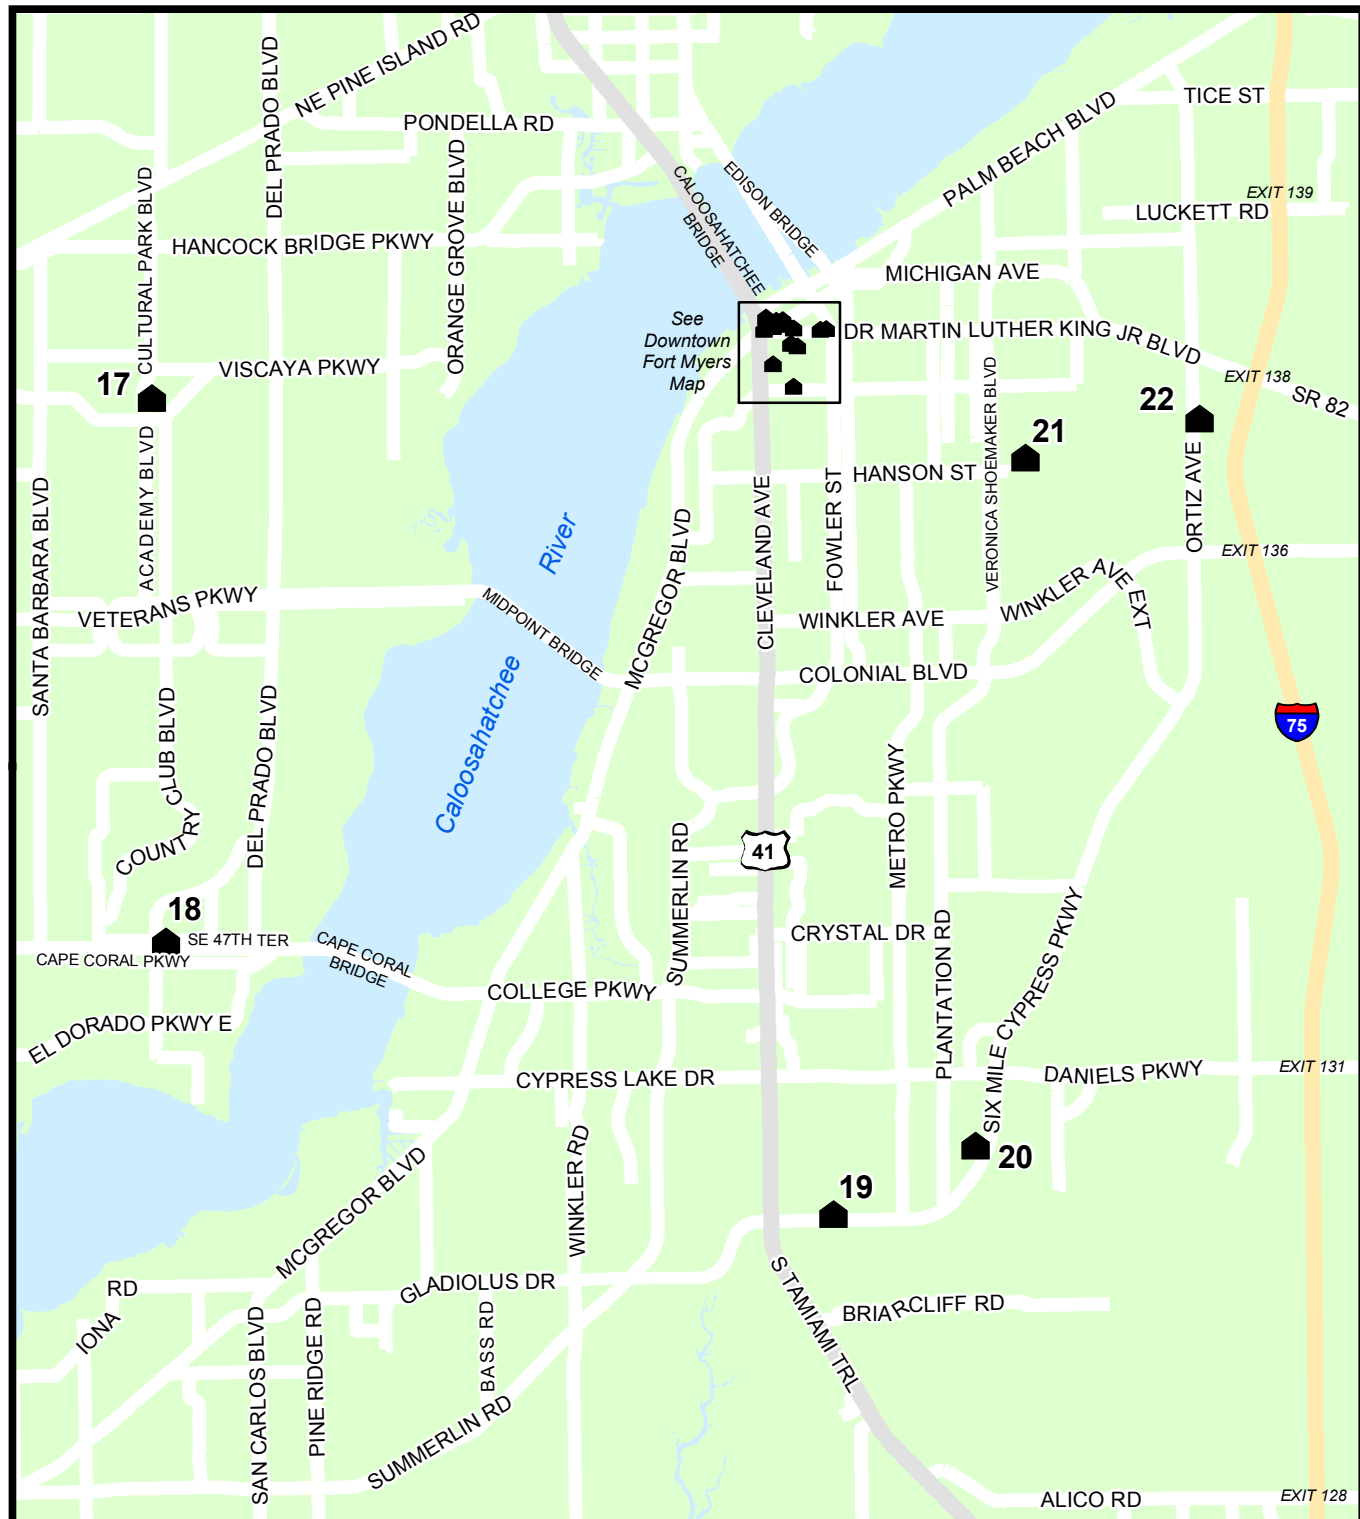 NE PINE ISLAND RD
DEL PRADO BLVD
PONDELLA RD
TICE ST
PALM BEACH BLVD
EDISON BRIDGE
CALOOSAHATCHEE
BRIDGE
EXIT 139
LUCKETT RD
CULTURAL PARK BLVD
ORANGE GROVE BLVD
HANCOCK BRIDGE PKWY
MICHIGAN AVE
See
Downtown
Fort Myers
Map
DR MARTIN LUTHER KING JR BLVD
VISCAYA PKWY
EXIT 138
SR 82
17
22
21
VERONICA SHOEMAKER BLVD
HANSON ST
ACADEMY BLVD
SANTA BARBARA BLVD
CLEVELAND AVE
FOWLER ST
ORTIZ AVE
MCGREGOR BLVD
River
EXIT 136
VETERANS PKWY
MIDPOINT BRIDGE
WINKLER AVE
WINKLER AVE EXT
Caloosahatchee
COLONIAL BLVD
CLUB BLVD
COUNTRY
DEL PRADO BLVD
75
METRO PKWY
SUMMERLIN RD
41
18
SE 47TH TER
CAPE CORAL PKWY
CAPE CORAL
BRIDGE
CRYSTAL DR
PLANTATION RD
SIX MILE CYPRESS PKWY
COLLEGE PKWY
EL DORADO PKWY E
CYPRESS LAKE DR
DANIELS PKWY
EXIT 131
20
WINKLER RD
19
MCGREGOR BLVD
RD
IONA
GLADIOLUS DR
S TAMIAMI TRL
BRIARCLIFF RD
SAN CARLOS BLVD
PINE RIDGE RD
BASS RD
SUMMERLIN RD
ALICO RD
EXIT 128